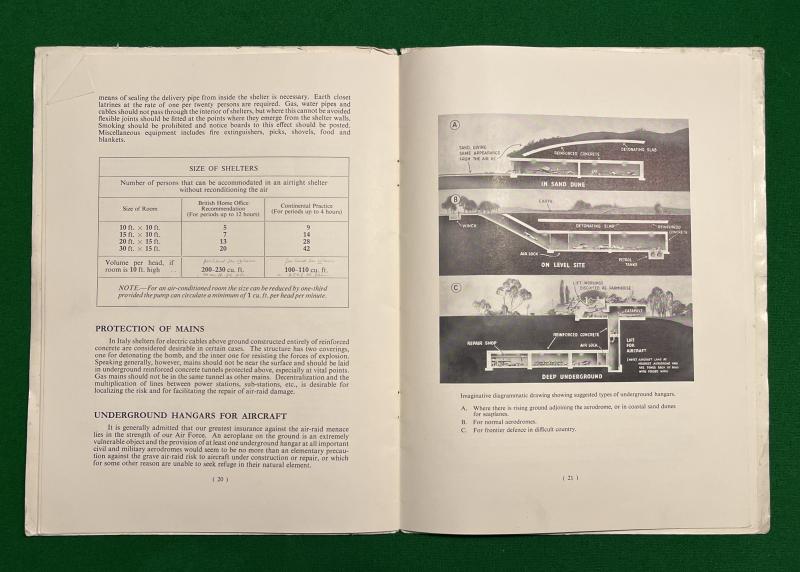 means of sealing the delivery pipe from inside the shelter is necessary. Earth closet
latrines at the rate of one per twenty persons are required. Gas, water pipes and
cables should not pass through the interior of shelters, but where this cannot be avoided
flexible joints should be fitted at the points where they emerge from the shelter walls.
Smoking should be prohibited and notice boards to this effect should be posted.
Miscellaneous equipment includes fire extinguishers, picks, shovels, food and
blankets.
SIZE OF SHELTERS
Number of persons that can be accommodated in an airtight shelter
without reconditioning the air
Size of Room
British Home Office
Recommendation
(For periods up to 12 hours)
Continental Practice
(For periods up to 4 hours)
10 ft. × 10 ft. 5 9
15 ft. × 10 ft. 7 14
20 ft. × 15 ft. 13 28
30 ft. × 15 ft. 20 42
Volume per head, if
room is 10 ft. high
200–230 cu. ft.
100–110 cu. ft.
NOTE.—For an air-conditioned room the size can be reduced by one-third
provided the pump can circulate a minimum of 1 cu. ft. per head per minute.
PROTECTION OF MAINS
In Italy shelters for electric cables above ground constructed entirely of reinforced
concrete are considered desirable in certain cases. The structure has two coverings,
one for detonating the bomb, and the inner one for resisting the forces of explosion.
Speaking generally, however, mains should not be near the surface and should be laid
in underground reinforced concrete tunnels protected above, especially at vital points.
Gas mains should not be in the same tunnel as other mains. Decentralization and the
multiplication of lines between power stations, sub-stations, etc., is desirable for
localizing the risk and for facilitating the repair of air-raid damage.
UNDERGROUND HANGARS FOR AIRCRAFT
It is generally admitted that our greatest insurance against the air-raid menace
lies in the strength of our Air Force. An aeroplane on the ground is an extremely
vulnerable object and the provision of at least one underground hangar at all important
civil and military aerodromes would seem to be no more than an elementary precau-
tion against the grave air-raid risk to aircraft under construction or repair, or which
for some other reason are unable to seek refuge in their natural element.
( 20 )
A
SAND, GIVING
SAME APPEARANCE
FROM THE AIR
REINFORCED CONCRETE
DETONATING SLAB
IN SAND DUNE
B
EARTH
WINCH
DETONATING SLAB
REINFORCED
CONCRETE
AIR LOCK
PETROL
TANKS
ON LEVEL SITE
C
LIFT HOUSINGS
DISGUISED AS FARMHOUSE
CATAPULT
REINFORCED CONCRETE
REPAIR SHOP
AIR LOCK
LIFT
FOR
AIRCRAFT
DEEP UNDERGROUND
Imaginative diagrammatic drawing showing suggested types of underground hangars.
A. Where there is rising ground adjoining the aerodrome, or in coastal sand dunes
for seaplanes.
B. For normal aerodromes.
C. For frontier defence in difficult country.
( 21 )